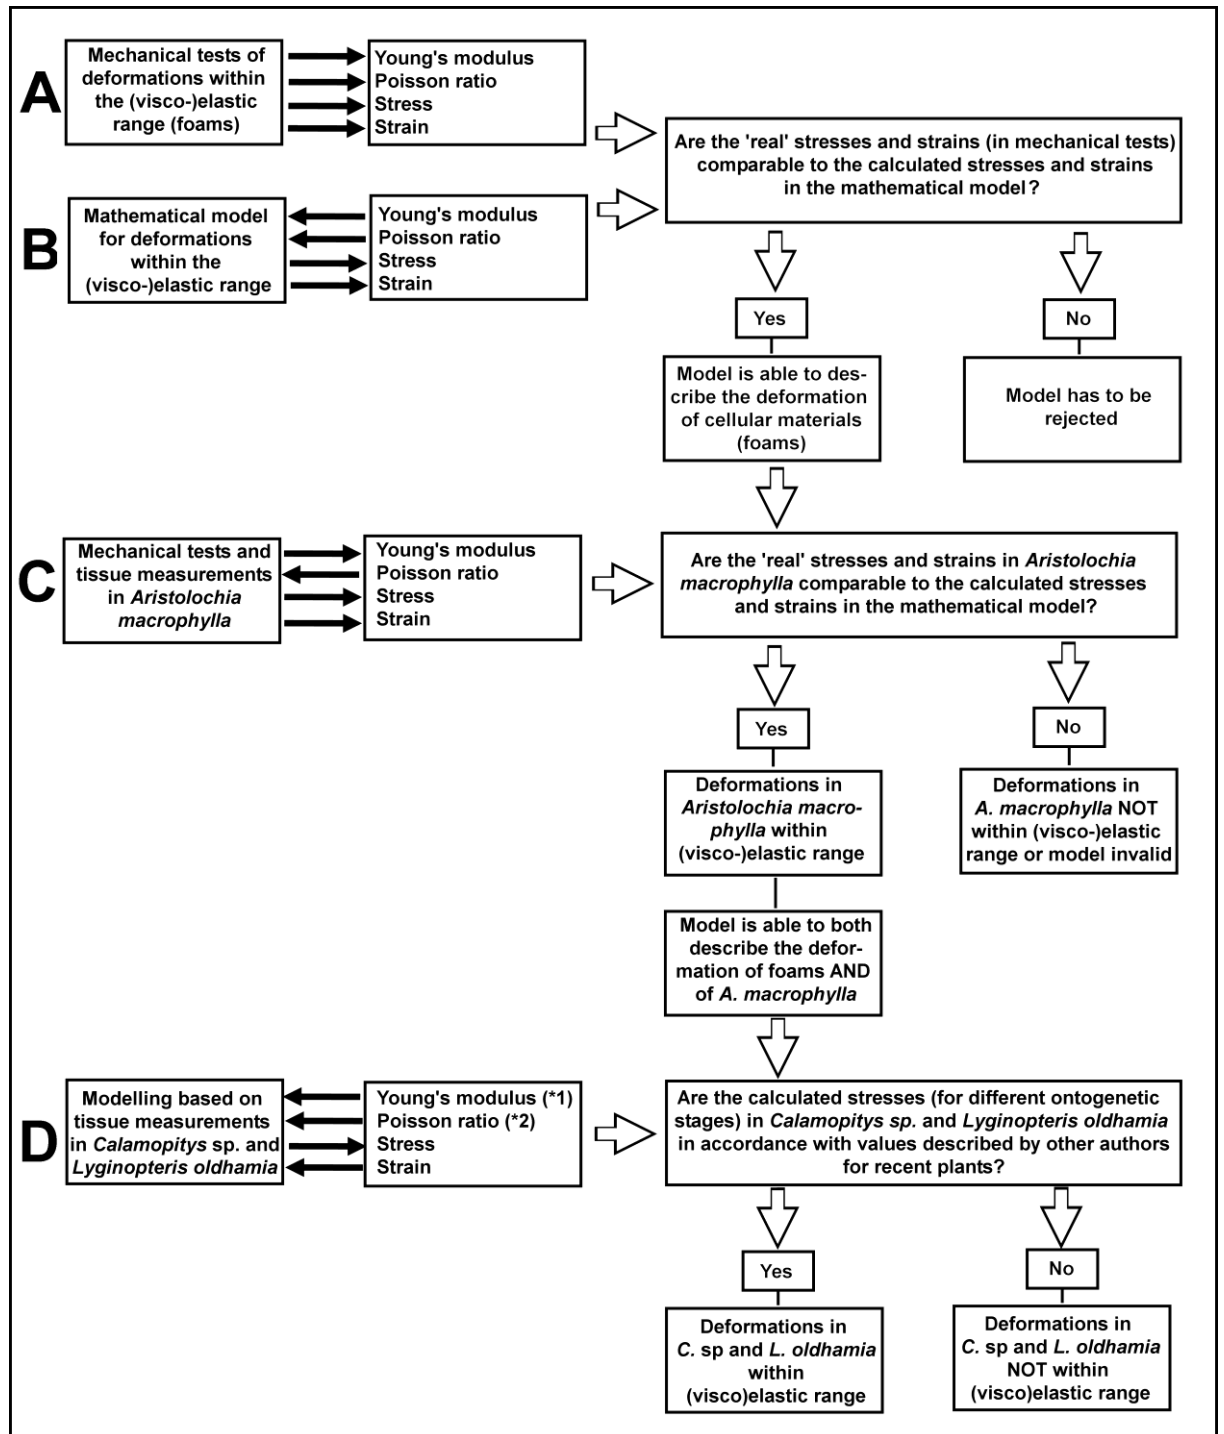 A
Mechanical tests of
deformations within
the (visco-)elastic
range (foams)
Young's modulus
Poisson ratio
Stress
Strain
Are the 'real' stresses and strains (in mechanical tests)
comparable to the calculated stresses and strains
in the mathematical model?
B
Mathematical model
for deformations
within the
(visco-)elastic range
Young's modulus
Poisson ratio
Stress
Strain
Yes
No
Model is able to des-
cribe the deformation
of cellular materials
(foams)
Model has to be
rejected
C
Mechanical tests and
tissue measurements
in Aristolochia
macrophylla
Young's modulus
Poisson ratio
Stress
Strain
Are the 'real' stresses and strains in Aristolochia
macrophylla comparable to the calculated stresses
and strains in the mathematical model?
Yes
No
Deformations in
Aristolochia macro-
phylla within
(visco-)elastic range
Deformations in
A. macrophylla NOT
within (visco-)elastic
range or model invalid
Model is able to both
describe the defor-
mation of foams AND
of A. macrophylla
D
Modelling based on
tissue measurements
in Calamopitys sp. and
Lyginopteris oldhamia
Young's modulus (*1)
Poisson ratio (*2)
Stress
Strain
Are the calculated stresses (for different ontogenetic
stages) in Calamopitys sp. and Lyginopteris oldhamia
in accordance with values described by other authors
for recent plants?
Yes
No
Deformations in
C. sp and L. oldhamia
within
(visco)elastic range
Deformations in
C. sp and L. oldhamia
NOT within
(visco)elastic range